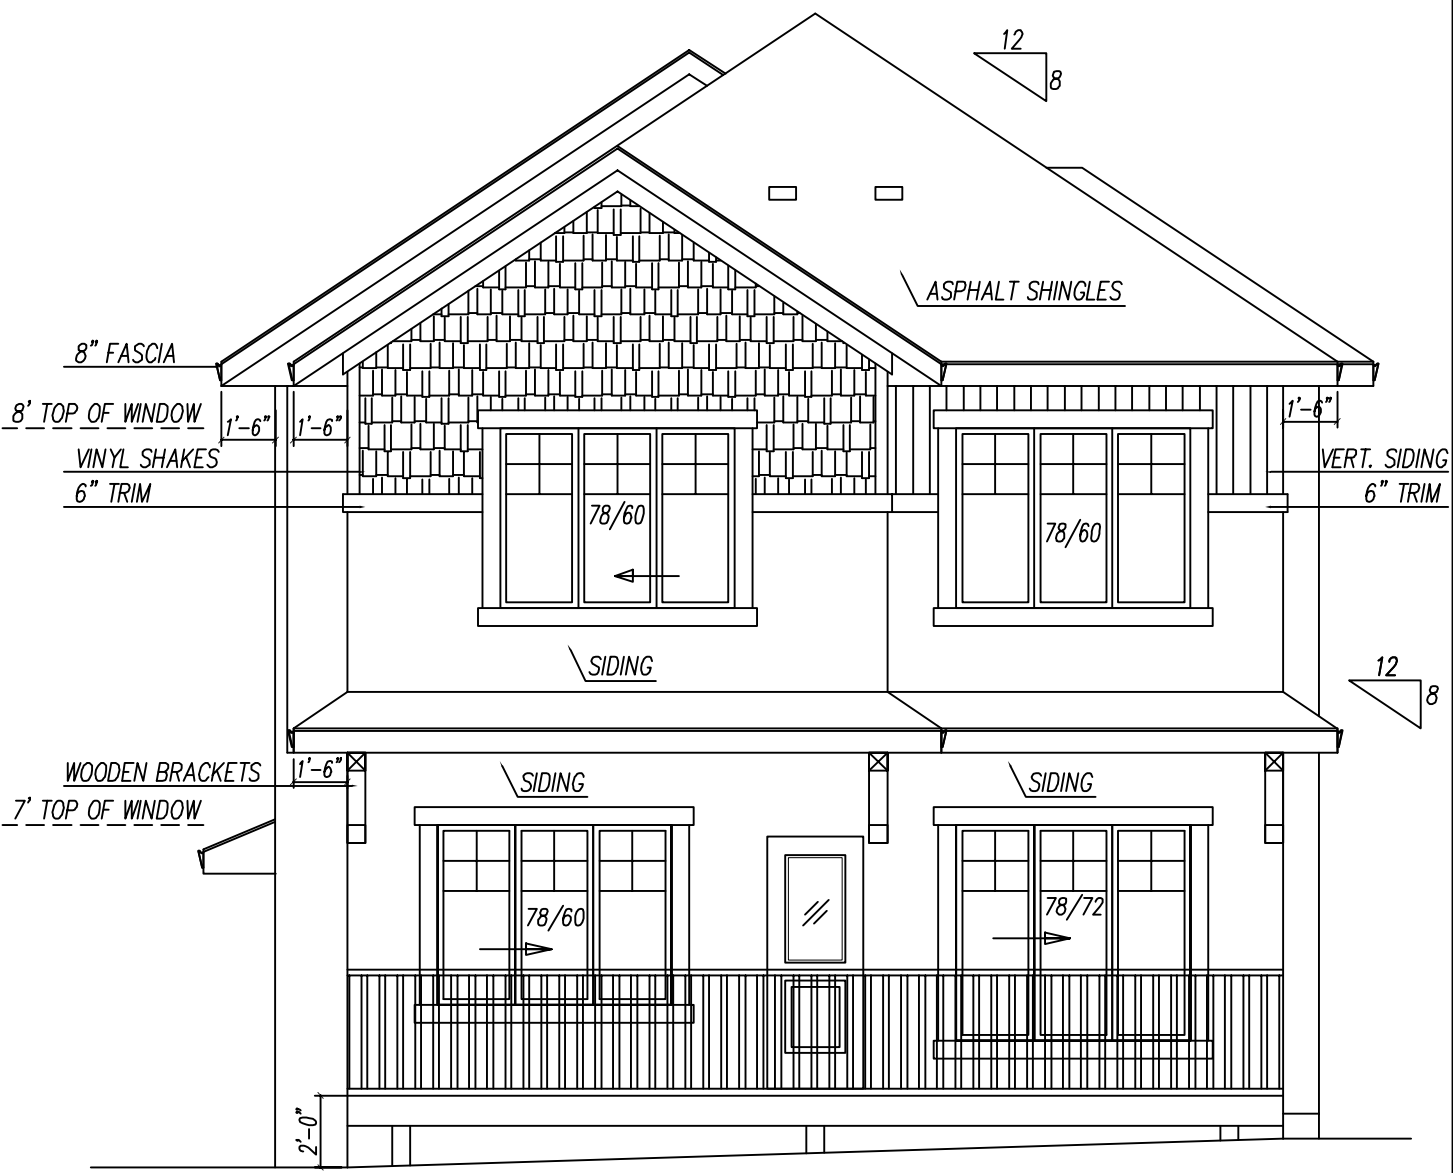 12
8
ASPHALT SHINGLES
8" FASCIA
8' TOP OF WINDOW
1'-6"
1'-6"
1'-6"
VINYL SHAKES
VERT. SIDING
6" TRIM
6" TRIM
78/60
78/60
SIDING
12
8
WOODEN BRACKETS
1'-6"
SIDING
SIDING
7' TOP OF WINDOW
78/60
78/72
2'-0"